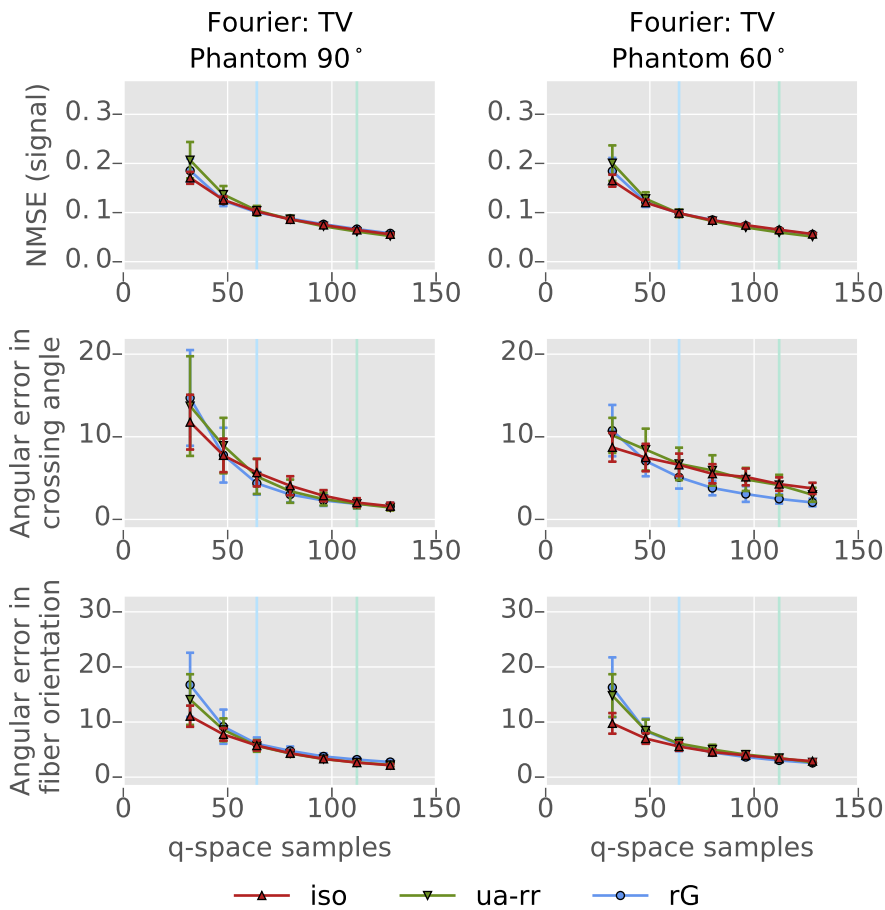 Fourier: TV
Phantom 90°
Fourier: TV
Phantom 60°
NMSE (signal)
0.3
0.2
0.1
0.0
0 50 100 150
0.3
0.2
0.1
0.0
0 50 100 150
Angular error in
crossing angle
20
10
0
0 50 100 150
20
10
0
0 50 100 150
Angular error in
fiber orientation
30
20
10
0
0 50 100 150
q-space samples
30
20
10
0
0 50 100 150
q-space samples
iso ua-rr rG